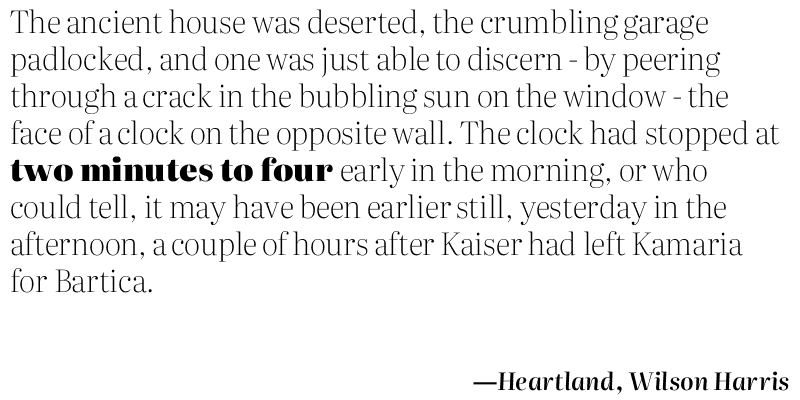 The ancient house was deserted, the crumbling garage
padlocked, and one was just able to discern - by peering
through a crack in the bubbling sun on the window - the
face of a clock on the opposite wall. The clock had stopped at
two minutes to four early in the morning, or who
could tell, it may have been earlier still, yesterday in the
afternoon, a couple of hours after Kaiser had left Kamaria
for Bartica.
—Heartland, Wilson Harris